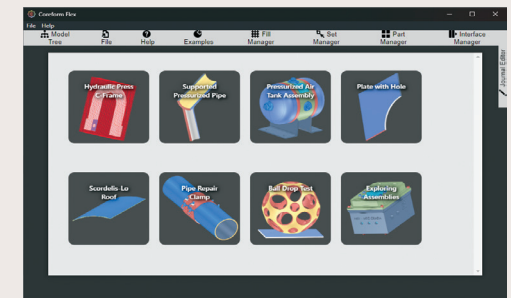 Coreform Flex
File Help
Model
Tree
File
Help
Examples
Fill
Manager
Set
Manager
Part
Manager
Interface
Manager
Journal Editor
Hydraulic Press
C-Frame
Supported
Pressurized Pipe
Pressurized Air
Tank Assembly
Plate with Hole
Scordelis-Lo
Roof
Pipe Repair
Clamp
Ball Drop Test
Exploring
Assemblies